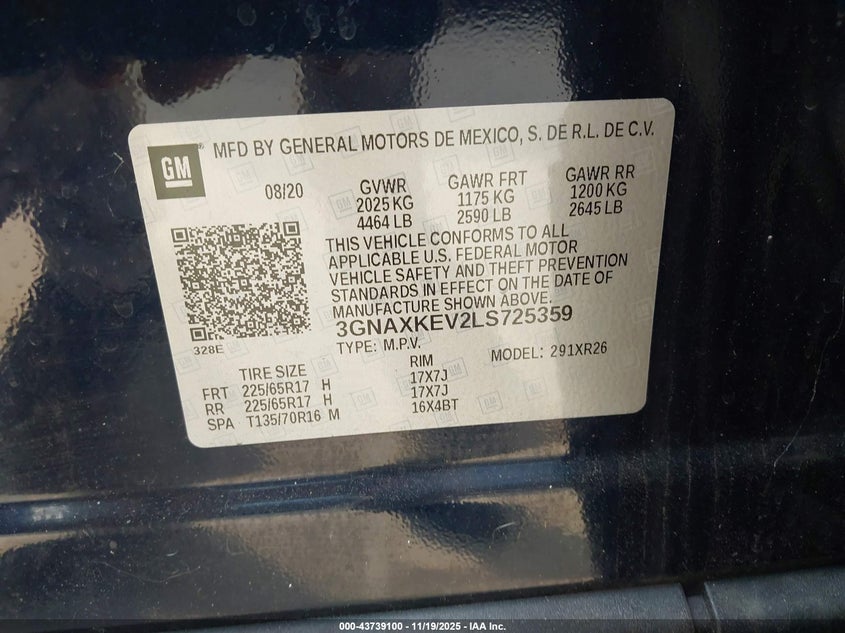 MFD BY GENERAL MOTORS DE MEXICO, S. DE R.L. DE C.V.
GM
08/20
GVWR
2025 KG
4464 LB
GAWR FRT
1175 KG
2590 LB
GAWR RR
1200 KG
2645 LB
THIS VEHICLE CONFORMS TO ALL
APPLICABLE U.S. FEDERAL MOTOR
VEHICLE SAFETY AND THEFT PREVENTION
STANDARDS IN EFFECT ON THE DATE OF
MANUFACTURE SHOWN ABOVE.
3GNAXKEV2LS725359
328E
TYPE: M.P.V.
MODEL: 291XR26
TIRE SIZE
RIM
FRT 225/65R17 H 17X7J
RR 225/65R17 H 17X7J
SPA T135/70R16 M 16X4BT
000-43739100 - 11/19/2025 - IAA Inc.